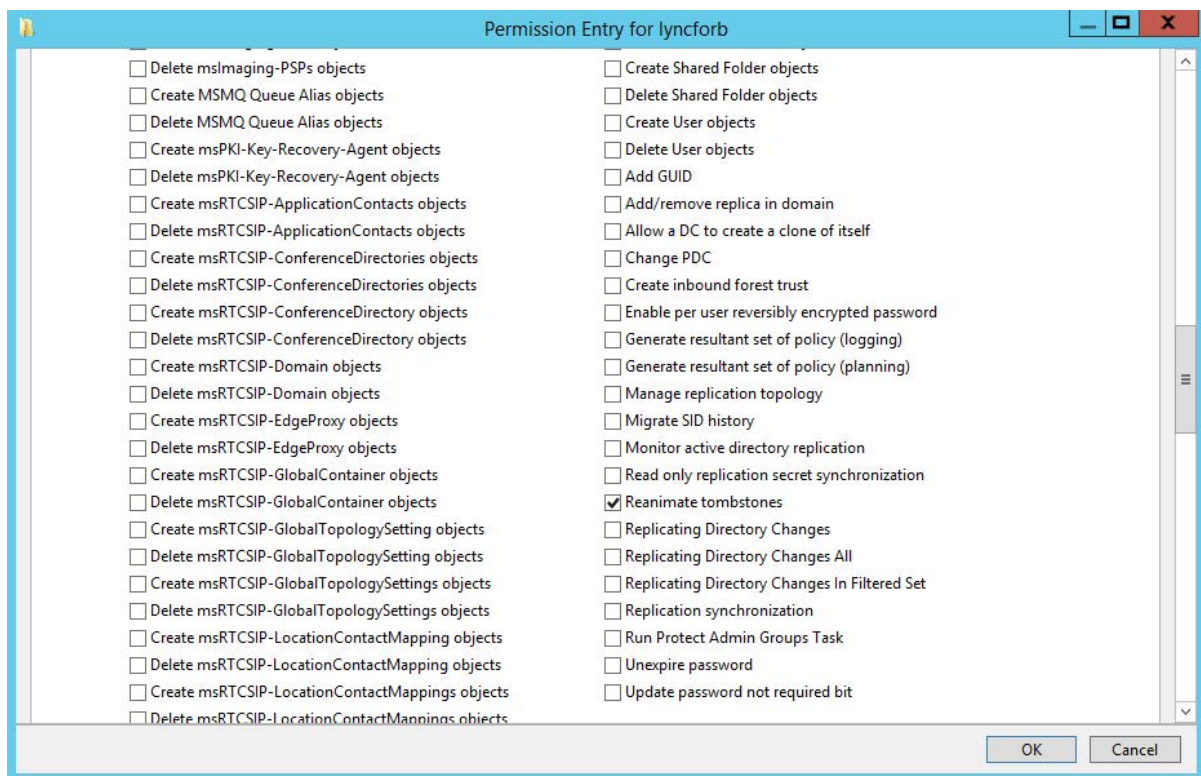 Permission Entry for lyncforb
Delete msImaging-PSPs objects
Create MSMQ Queue Alias objects
Delete MSMQ Queue Alias objects
Create msPKI-Key-Recovery-Agent objects
Delete msPKI-Key-Recovery-Agent objects
Create msRTCSIP-ApplicationContacts objects
Delete msRTCSIP-ApplicationContacts objects
Create msRTCSIP-ConferenceDirectories objects
Delete msRTCSIP-ConferenceDirectories objects
Create msRTCSIP-ConferenceDirectory objects
Delete msRTCSIP-ConferenceDirectory objects
Create msRTCSIP-Domain objects
Delete msRTCSIP-Domain objects
Create msRTCSIP-EdgeProxy objects
Delete msRTCSIP-EdgeProxy objects
Create msRTCSIP-GlobalContainer objects
Delete msRTCSIP-GlobalContainer objects
Create msRTCSIP-GlobalTopologySetting objects
Delete msRTCSIP-GlobalTopologySetting objects
Create msRTCSIP-GlobalTopologySettings objects
Delete msRTCSIP-GlobalTopologySettings objects
Create msRTCSIP-LocationContactMapping objects
Delete msRTCSIP-LocationContactMapping objects
Create msRTCSIP-LocationContactMappings objects
Delete msRTCSIP-LocationContactMappings objects
Create Shared Folder objects
Delete Shared Folder objects
Create User objects
Delete User objects
Add GUID
Add/remove replica in domain
Allow a DC to create a clone of itself
Change PDC
Create inbound forest trust
Enable per user reversibly encrypted password
Generate resultant set of policy (logging)
Generate resultant set of policy (planning)
Manage replication topology
Migrate SID history
Monitor active directory replication
Read only replication secret synchronization
Reanimate tombstones
Replicating Directory Changes
Replicating Directory Changes All
Replicating Directory Changes In Filtered Set
Replication synchronization
Run Protect Admin Groups Task
Unexpire password
Update password not required bit
OK
Cancel